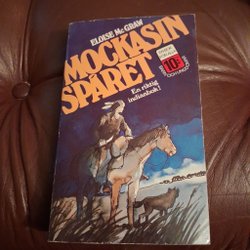 ELOISE McGRAW
MOCKASIN
SPÅRET
10:-
En riktig
indianbok!